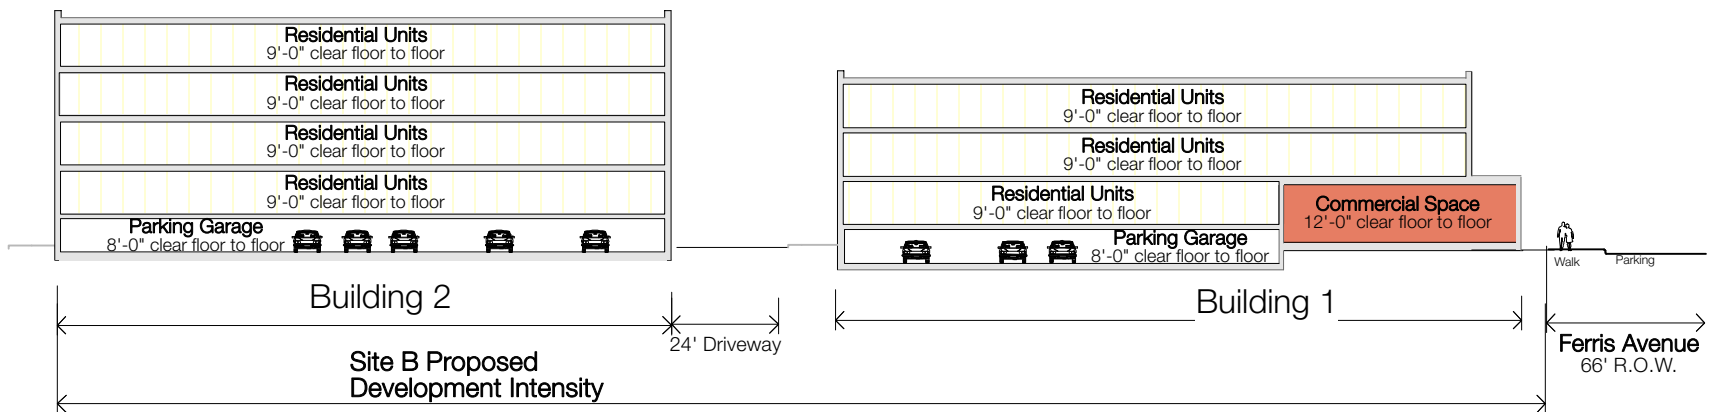 Residential Units
9'-0" clear floor to floor
Residential Units
9'-0" clear floor to floor
Residential Units
9'-0" clear floor to floor
Residential Units
9'-0" clear floor to floor
Parking Garage
8'-0" clear floor to floor
Building 2
24' Driveway
Residential Units
9'-0" clear floor to floor
Residential Units
9'-0" clear floor to floor
Residential Units
9'-0" clear floor to floor
Commercial Space
12'-0" clear floor to floor
Parking Garage
8'-0" clear floor to floor
Walk
Parking
Building 1
Ferris Avenue
66' R.O.W.
Site B Proposed
Development Intensity